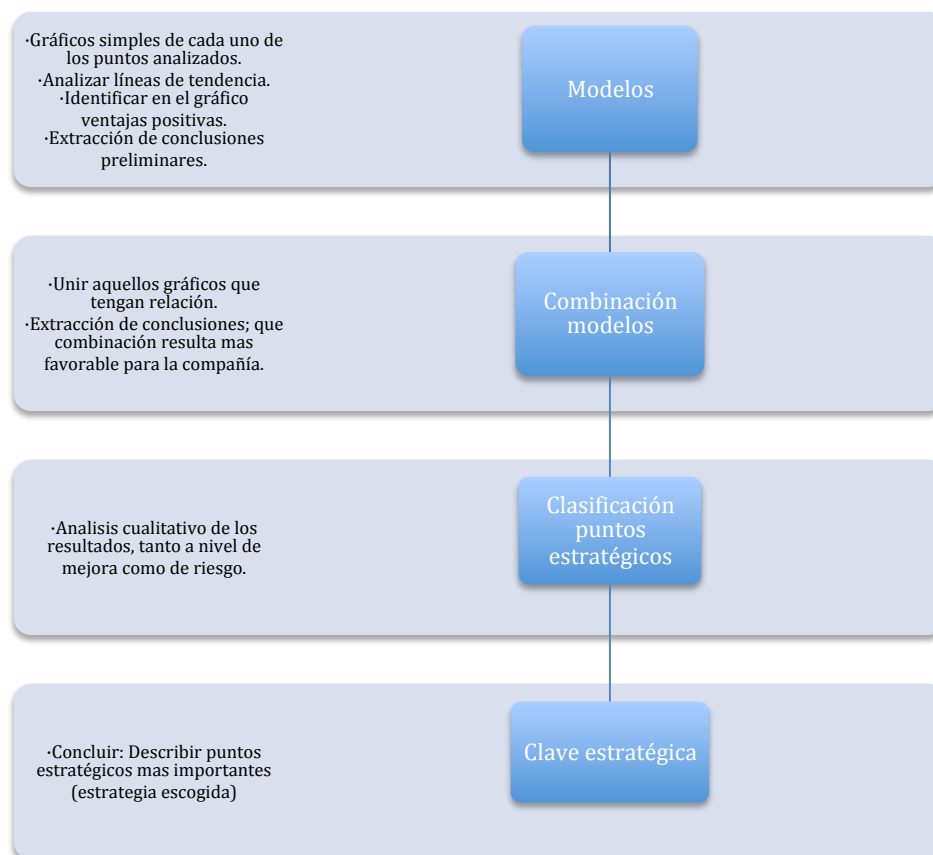 ·Gráficos simples de cada uno de
los puntos analizados.
·Analizar líneas de tendencia.
·Identificar en el gráfico
ventajas positivas.
·Extracción de conclusiones
preliminares.
Modelos
·Unir aquellos gráficos que
tengan relación.
·Extracción de conclusiones; que
combinación resulta mas
favorable para la compañía.
Combinación
modelos
·Analisis cualitativo de los
resultados, tanto a nivel de
mejora como de riesgo.
Clasificación
puntos
estratégicos
·Concluir: Describir puntos
estratégicos mas importantes
(estrategia escogida)
Clave estratégica